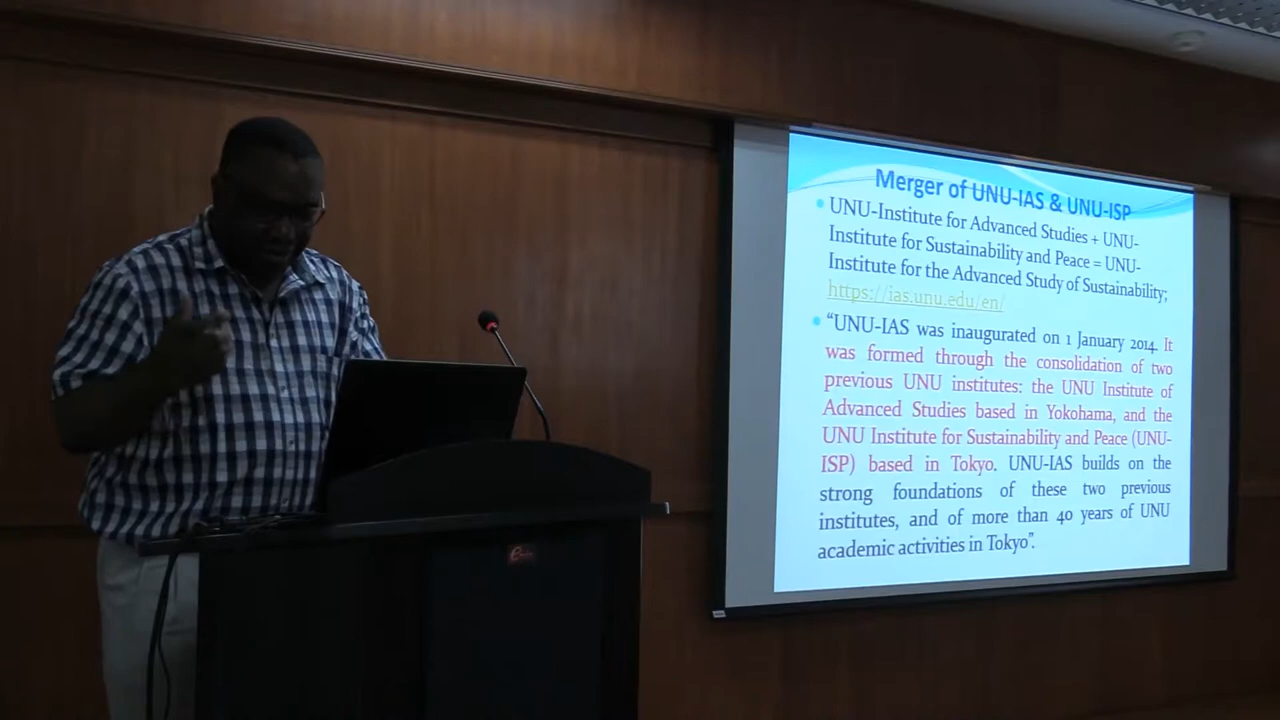 Merger of UNU-IAS & UNU-ISP
UNU-Institute for Advanced Studies + UNU-
Institute for Sustainability and Peace = UNU-
Institute for the Advanced Study of Sustainability;
https://ias.unu.edu/en/
“UNU-IAS was inaugurated on 1 January 2014. It
was formed through the consolidation of two
previous UNU institutes: the UNU Institute of
Advanced Studies based in Yokohama, and the
UNU Institute for Sustainability and Peace (UNU-
ISP) based in Tokyo. UNU-IAS builds on the
strong foundations of these two previous
institutes, and of more than 40 years of UNU
academic activities in Tokyo”.